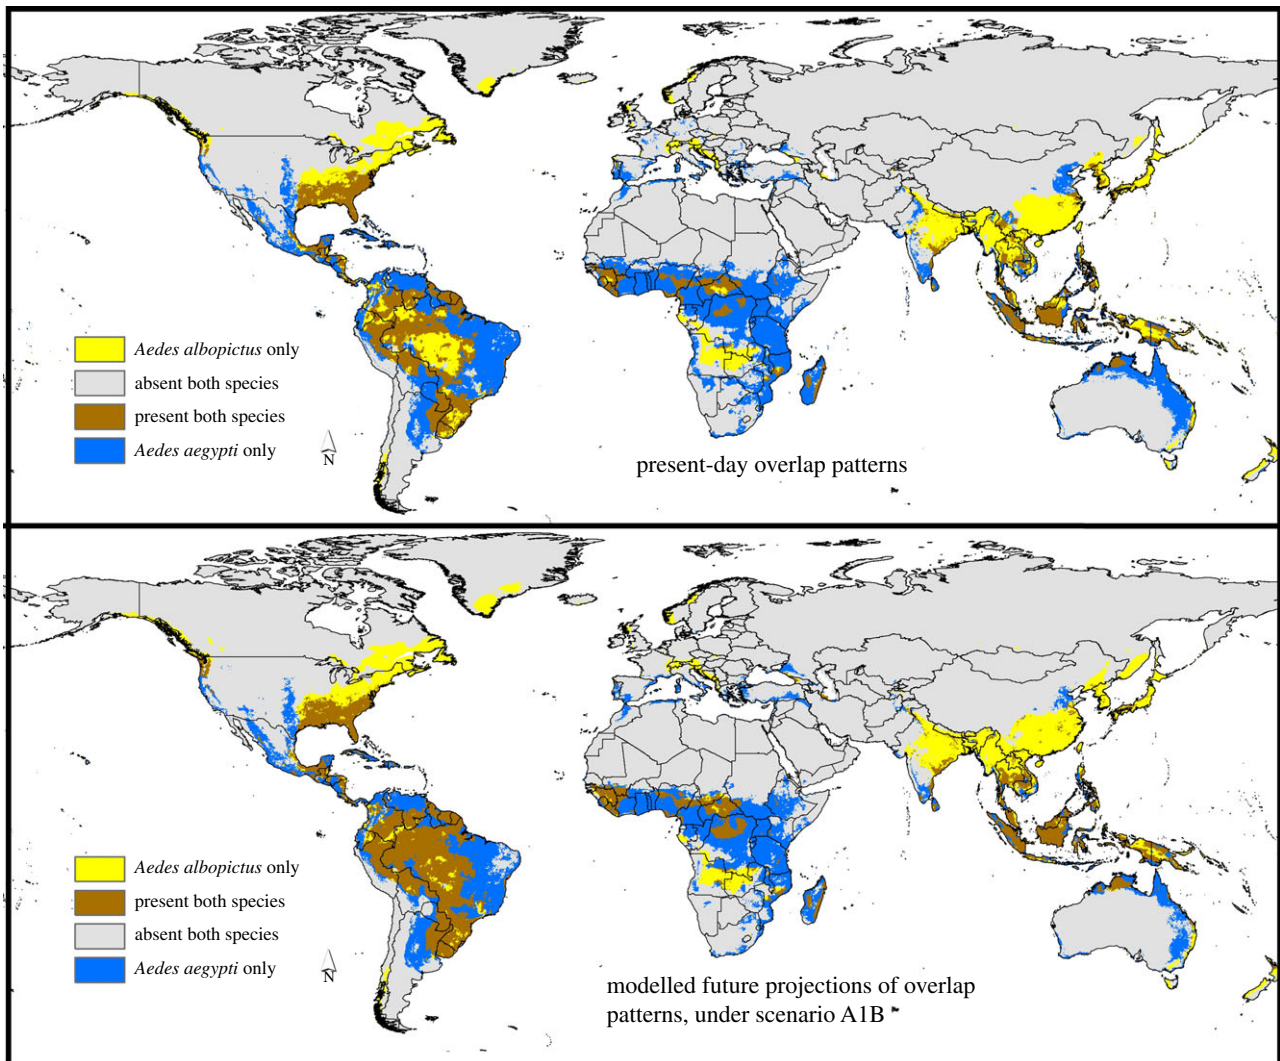 Aedes albopictus only
absent both species
present both species
Aedes aegypti only
N
present-day overlap patterns
Aedes albopictus only
present both species
absent both species
Aedes aegypti only
N
modelled future projections of overlap
patterns, under scenario A1B